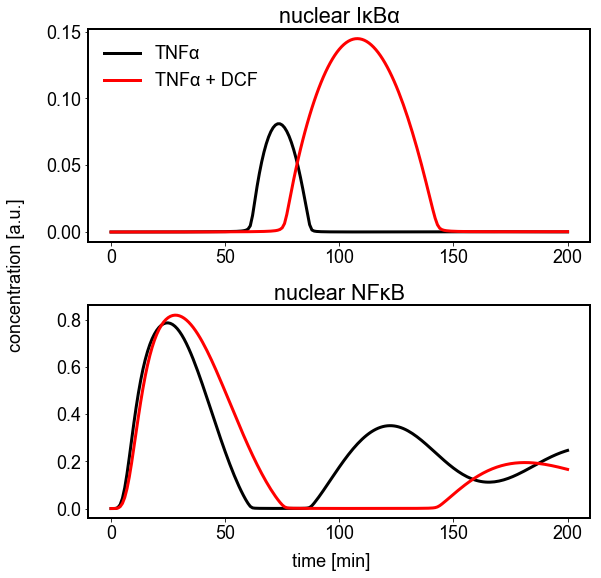 nuclear IκBα
0.15
0.10
0.05
0.00
TNFα
TNFα + DCF
0 50 100 150 200
concentration [a.u.]
nuclear NFκB
0.8
0.6
0.4
0.2
0.0
0 50 100 150 200
time [min]